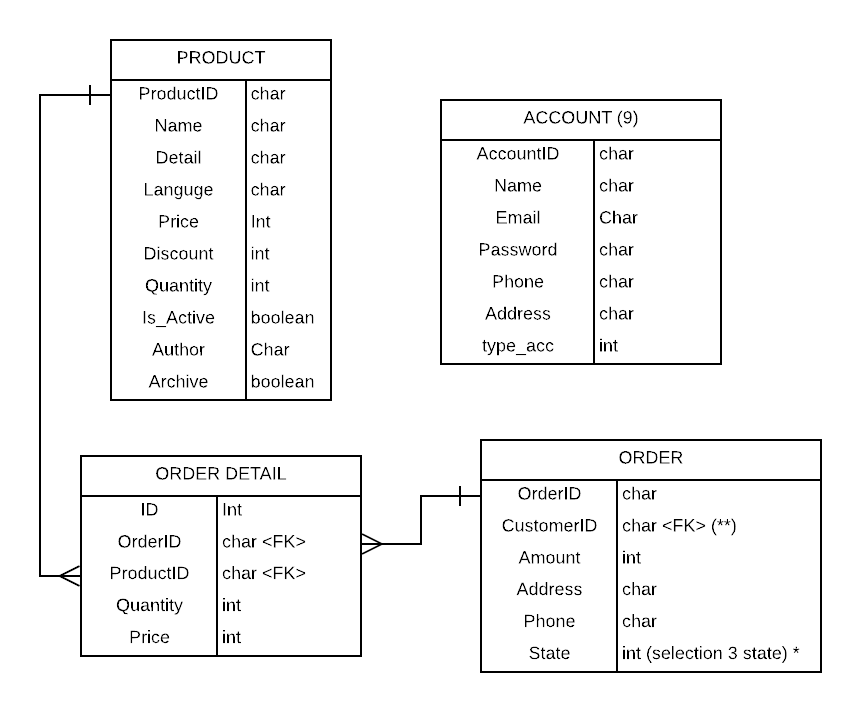 PRODUCT
ProductID char
Name char
Detail char
Languge char
Price Int
Discount int
Quantity int
Is_Active boolean
Author Char
Archive boolean
ACCOUNT (9)
AccountID char
Name char
Email Char
Password char
Phone char
Address char
type_acc int
ORDER DETAIL
ID Int
OrderID char <FK>
ProductID char <FK>
Quantity int
Price int
ORDER
OrderID char
CustomerID char <FK> (**)
Amount int
Address char
Phone char
State int (selection 3 state) *